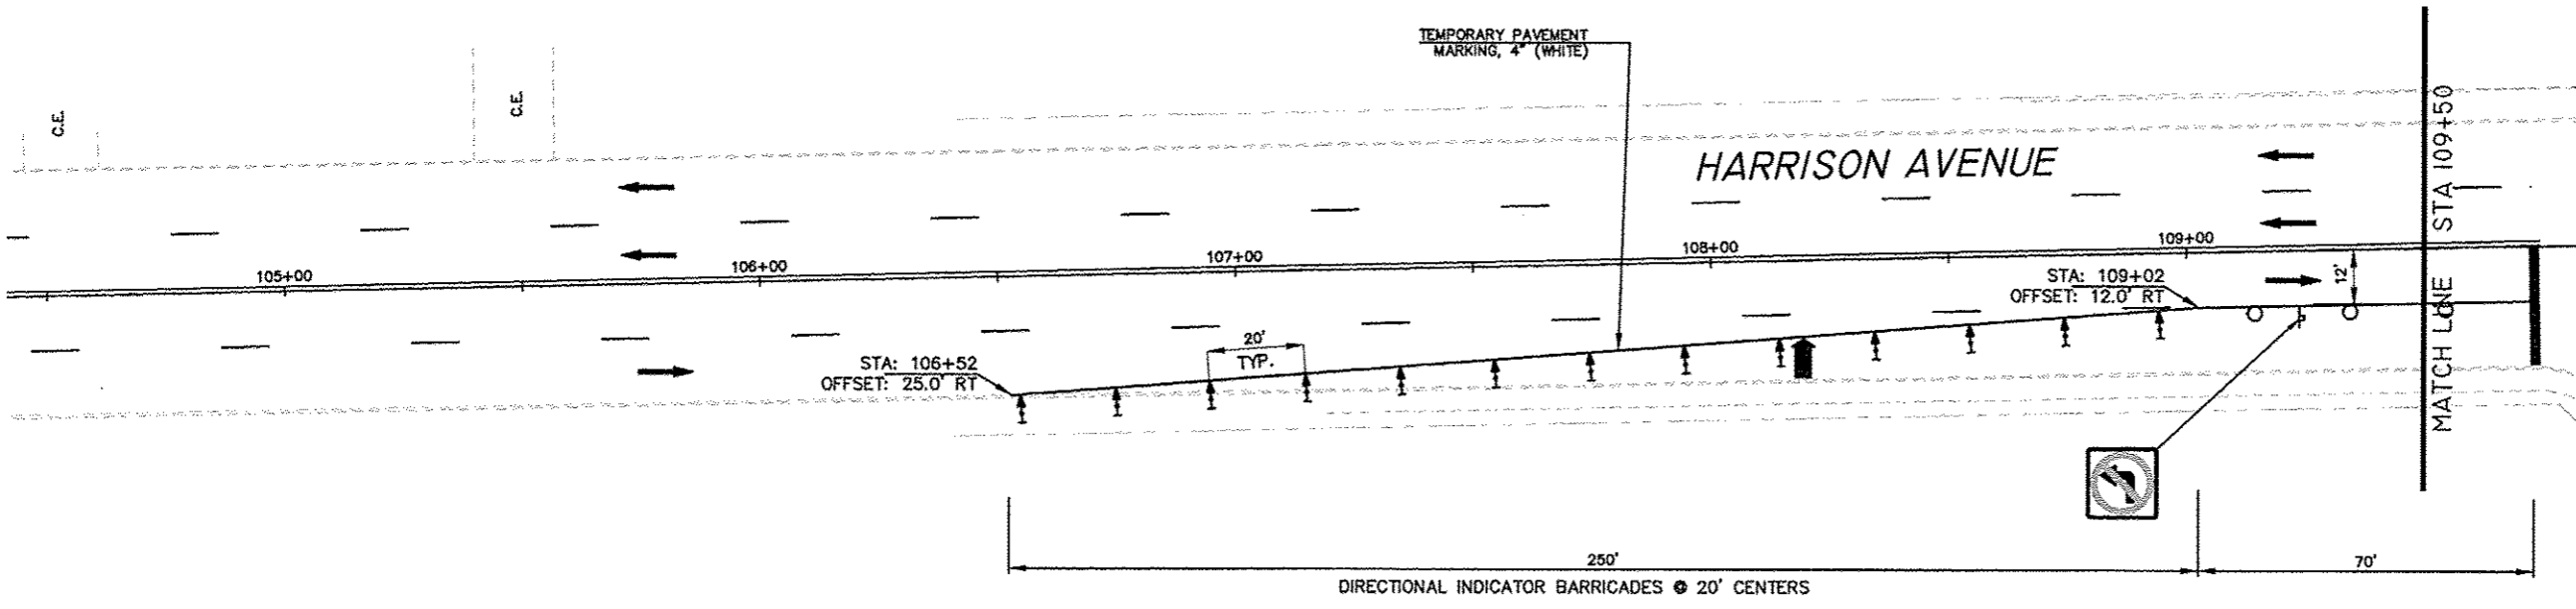 TEMPORARY PAVEMENT
MARKING, 4" (WHITE)
C.E.
C.E.
HARRISON AVENUE
MATCH LINE STA 109+50
105+00
106+00
107+00
108+00
109+00
STA: 109+02
OFFSET: 12.0' RT
12'
STA: 106+52
OFFSET: 25.0' RT
20'
TYP.
250'
70'
DIRECTIONAL INDICATOR BARRICADES @ 20' CENTERS